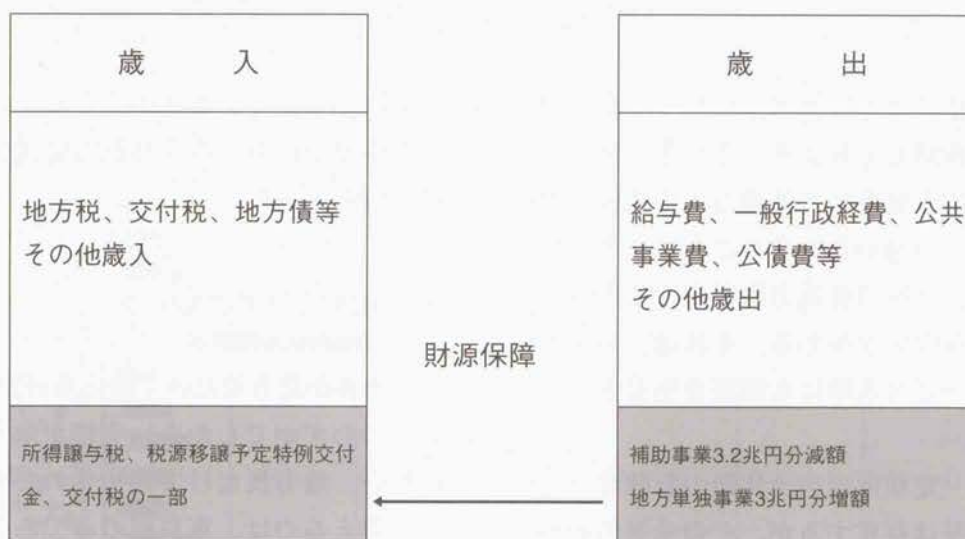 歳　入
地方税、交付税、地方債等
その他歳入
所得譲与税、税源移譲予定特例交付
金、交付税の一部
財源保障
歳　出
給与費、一般行政経費、公共
事業費、公債費等
その他歳出
補助事業3.2兆円分減額
地方単独事業3兆円分増額